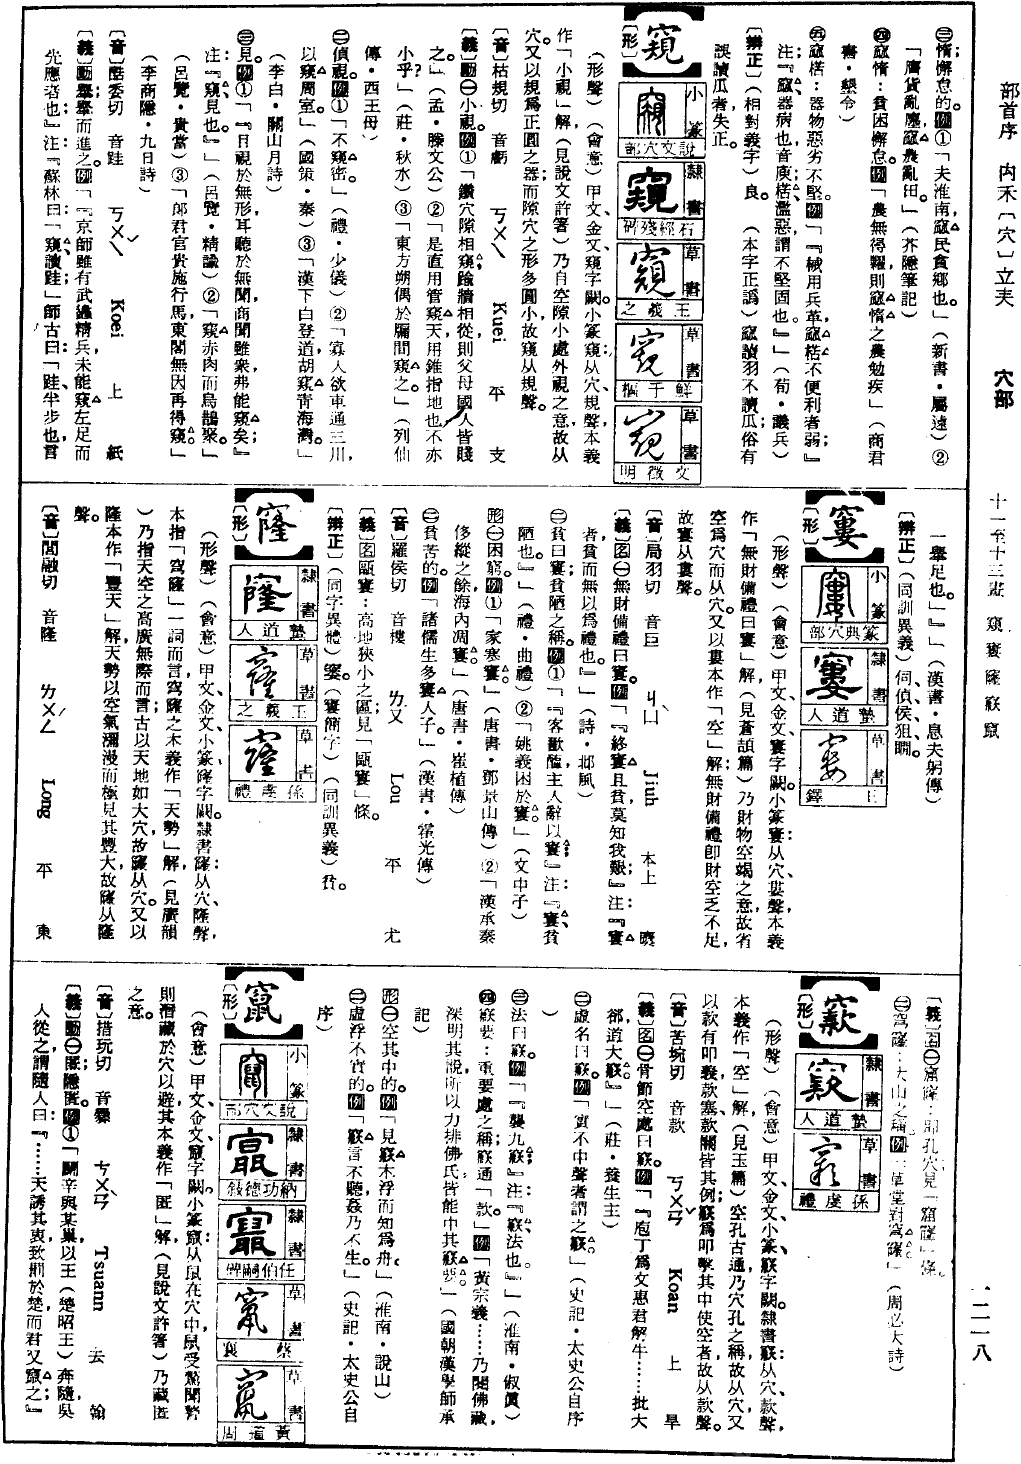 部首序　內禾〔穴〕立夫　穴部　十一至十三畫　窺窶窿窾竄　一二一八
㊂惰；懈怠的。例①「夫淮南窳民貧鄉也。」（新書·屬遠）②
「廣貨亂塵窳農亂田。」（芥隱筆記）
㊃窳惰：貧困懈怠。例「農無得糴，則窳惰之農勉疾」（商君
書·墾令）
㊄窳楛：器物惡劣不堅。例「『械用兵革窳楛不便利者弱。』
注：『窳，器病也，音庾；楛，濫惡，謂不堅固也。』」（荀·議兵）
〔辨正〕（相對義字）良。（本字正譌）窳讀羽，不讀瓜；俗有
誤讀瓜者，失正。
窺
〔形〕
小篆　說文穴部
隸書　石經殘碑
草書　王羲之
草書　鮮于樞
草書　文徵明
（形聲）（會意）甲文、金文窺字闕。小篆窺：从穴，規聲，本義
作「小視」解（見說文許箸）乃自空隙小處外視之意，故从
穴。又以規爲正圓之器，而隙穴之形多圓小，故窺从規聲。
〔音〕枯規切　音虧　ㄎㄨㄟ　Kuei　平　支
〔義〕動㊀小視。例①「鑽穴隙相窺，踰牆相從，則父母國人皆賤
之。」（孟·滕文公）②「是直用管窺天，用錐指地也，不亦
小乎？」（莊·秋水）③「東方朔偶於牖間窺之。」（列仙
傳·西王母）
㊁偵視。例①「不窺密」（禮·少儀）②「寡人欲車通三川，
以窺周室。」（國策·秦）③「漢下白登道，胡窺青海灣。」
（李白·關山月詩）
㊂見。例①「『目視於無形，耳聽於無聞，商聞雖衆，弗能窺矣』；
注：『窺，見也。』」（呂覽·精諭）②「窺赤肉而烏鵲聚。」
（呂覽·貴當）③「郎君官貴施行馬，東閣無因再得窺」
（李商隱·九日詩）
〔音〕酷委切　音跬　ㄎㄨㄟˇ　Koei　上　紙
〔義〕動舉；舉足而進之。例「『京師雖有武蠭精兵，未能窺左足而
先應者也』；注：『蘇林曰：「窺讀跬」；師古曰：「跬，半步也，言
一舉足也。」』」（漢書·息夫躬傳）
〔辨正〕（同訓異義）伺、偵、侯、狙、瞷。
窶
〔形〕
小篆　篆典穴部
隸書　蟄道人
草書　王鐸
（形聲）（會意）甲文、金文窶字闕。小篆窶：从穴，婁聲，本義
作「無財備禮曰窶」解（見蒼頡篇）乃財物空竭之意，故省
空爲穴而从穴。又以婁本作「空」解；無財備禮卽財空乏不足，
故窶从婁聲。
〔音〕局羽切　音巨　ㄐㄩˋ　Jiuh　本上　麌
〔義〕名㊀無財備禮曰窶。例「『終窶且貧，莫知我艱』；注：『窶
者，貧而無以爲禮也。』」（詩·邶風）
㊁貧曰窶；貧陋之稱。例①「『客歠醢，主人辭以窶』；注：『窶，貧
陋也。』」（禮·曲禮）②「姚義困於窶」（文中子）
形㊀困窮。例①「家塞窶」（唐書·鄧景山傳）②「漢承秦
侈縱之餘，海內凋窶」（唐書·崔植傳）
㊁貧苦的。例「諸儒生多窶人子。」（漢書·霍光傳）
〔音〕羅侯切　音樓　ㄌㄡˊ　Lou　平　尤
〔義〕名甌窶：高地狹小之區，見「甌窶」條。
〔辨正〕（同字異體）窭。（窶簡字）（同訓異義）貧。
窿
〔形〕
隸書　蟄道人
草書　王羲之
草書　孫虔禮
（形聲）（會意）甲文、金文、小篆窿字闕。隸書窿：从穴、隆聲，
本指「穹窿」一詞而言；穹窿之本義作「天勢」解（見廣韻
）乃指天空之高廣無際而言；古以天地如大穴，故窿从穴。又以
隆本作「豐天」解，天勢以空氣瀰漫而極見其豐大，故窿从隆
聲。
〔音〕閭融切　音隆　ㄌㄨㄥˊ　Long　平　東
〔義〕名㊀窟窿：卽孔穴，見「窟窿」條。
㊁穹窿：大山之稱。例「草堂對穹窿」（周必大詩）
窾
〔形〕
隸書　蟄道人
草書　孫虔禮
（形聲）（會意）甲文、金文、小篆窾字闕。隸書窾：从穴，款聲，
本義作「空」解（見玉篇）空孔古通，乃穴孔之稱，故从穴。又
以款有叩義，款塞款關皆其例；窾爲叩擊其中使空者，故从款聲。
〔音〕苦椀切　音款　ㄎㄨㄢˇ　Koan　上　旱
〔義〕名㊀骨節空處曰窾。例「『庖丁爲文惠君解牛……批大
郤，道大窾。』」（莊·養生主）
㊁虛名曰窾。例「實不中聲者謂之窾」（史記·太史公自序
）
㊂法曰窾。例「『襲九窾』；注：『窾，法也。』」（淮南·俶眞）
㊃窾要：重要處之稱，窾通「款」。例「黃宗羲……乃閱佛藏，
深明其說，所以力排佛氏，皆能中其窾要」（國朝漢學師承
記）
形㊀空其中的。例「見窾木浮而知爲舟」（淮南·說山）
㊁虛浮不實的。例「窾言不聽，姦乃不生。」（史記·太史公自
序）
竄
〔形〕
小篆　說文穴部
隸書　納功德敍
隸書　任伯嗣碑
草書　蔡襄
草書　黃道周
（會意）甲文、金文竄字闕。小篆竄：从鼠在穴中，鼠受驚聞警
則潛藏於穴以避，其本義作「匿」解（見說文許箸）乃藏匿
之意。
〔音〕措玩切　音爨　ㄘㄨㄢˋ　Tsuann　去　翰
〔義〕動㊀匿；隱匿。例①「鬬辛與其巢以王（楚昭王）奔隨，吳
人從之，謂隨人曰：『……天誘其衷，致罰於楚，而君又竄之』